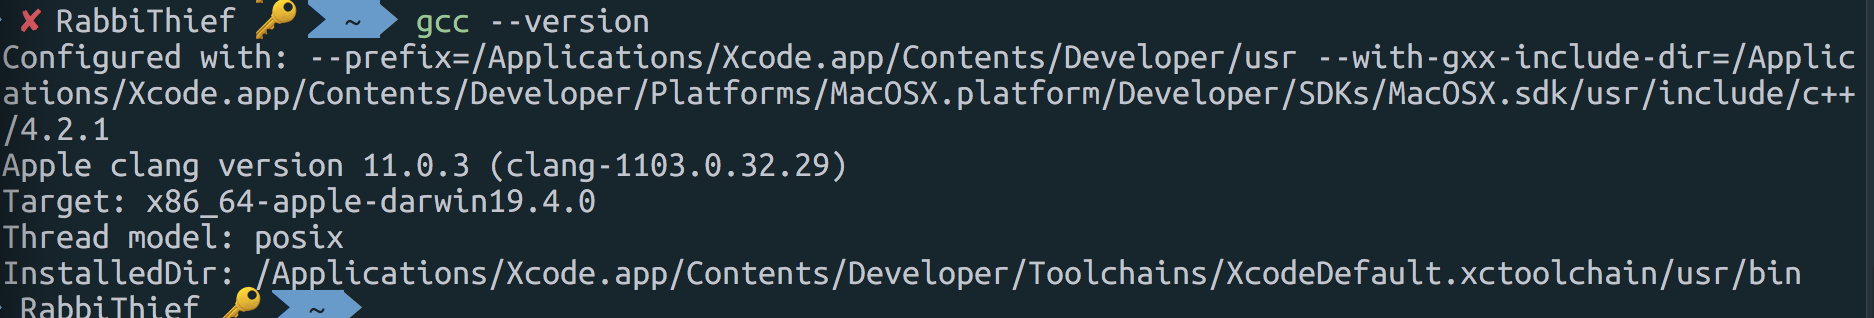 ✘ RabbiThief 🔑 ~ gcc --version
Configured with: --prefix=/Applications/Xcode.app/Contents/Developer/usr --with-gxx-include-dir=/Applic
ations/Xcode.app/Contents/Developer/Platforms/MacOSX.platform/Developer/SDKs/MacOSX.sdk/usr/include/c++
/4.2.1
Apple clang version 11.0.3 (clang-1103.0.32.29)
Target: x86_64-apple-darwin19.4.0
Thread model: posix
InstalledDir: /Applications/Xcode.app/Contents/Developer/Toolchains/XcodeDefault.xctoolchain/usr/bin
RabbiThief 🔑 ~